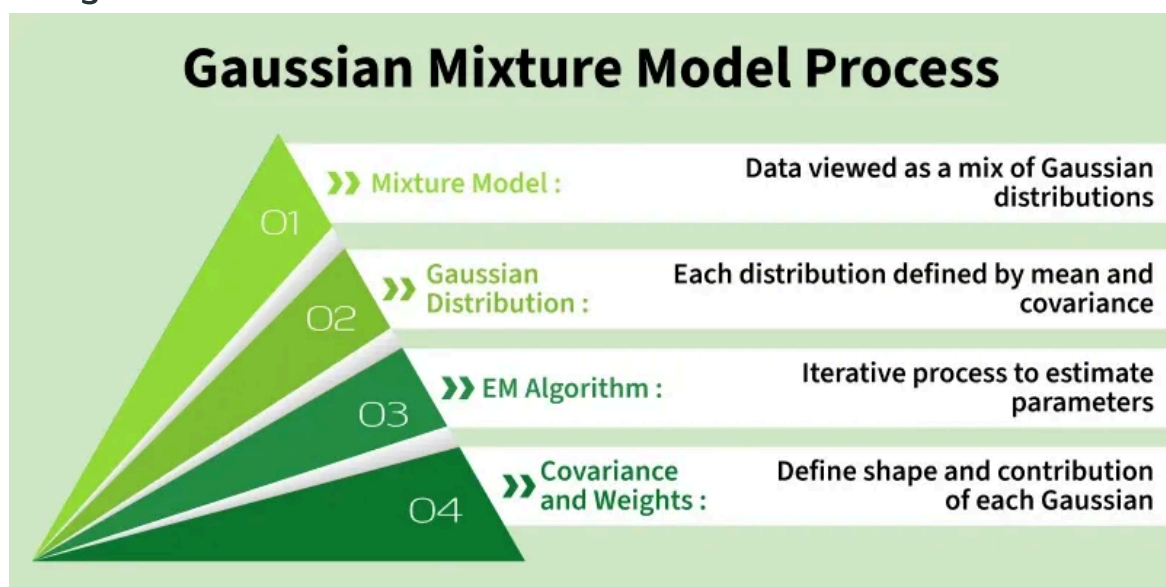 Gaussian Mixture Model Process
01
Mixture Model :
Data viewed as a mix of Gaussian
distributions
02
Gaussian
Distribution :
Each distribution defined by mean and
covariance
03
EM Algorithm :
Iterative process to estimate
parameters
04
Covariance
and Weights :
Define shape and contribution
of each Gaussian